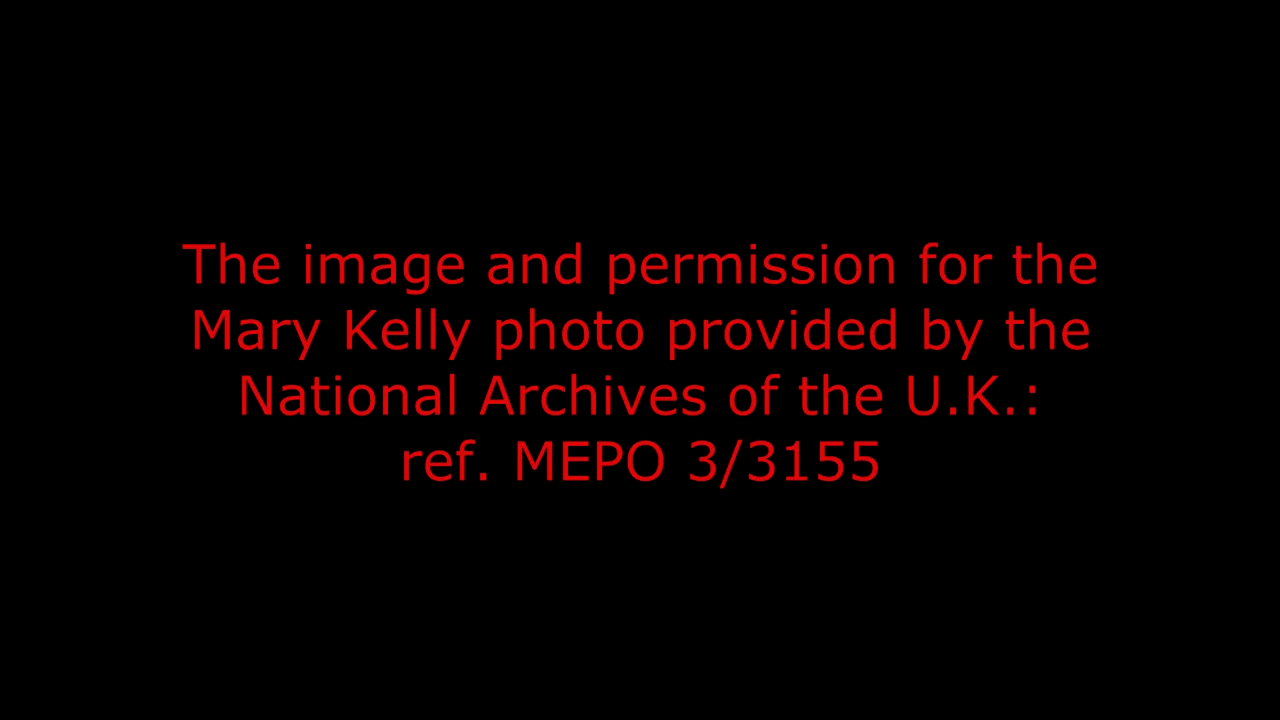 The image and permission for the
Mary Kelly photo provided by the
National Archives of the U.K.:
ref. MEPO 3/3155